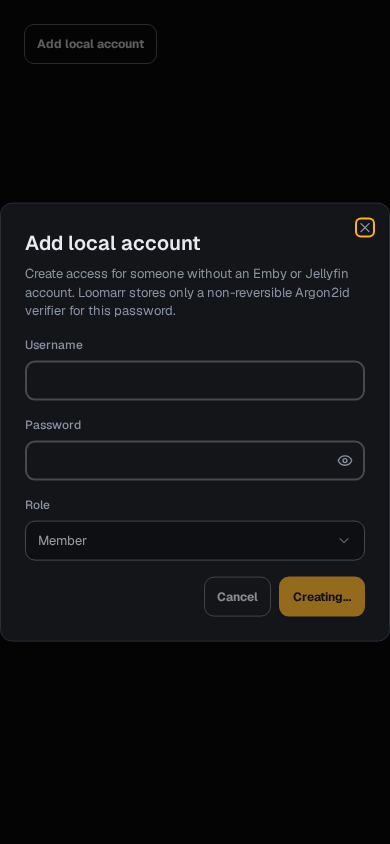 Add local account
Add local account
Create access for someone without an Emby or Jellyfin
account. Loomarr stores only a non-reversible Argon2id
verifier for this password.
Username
Password
Role
Member
Cancel
Creating...